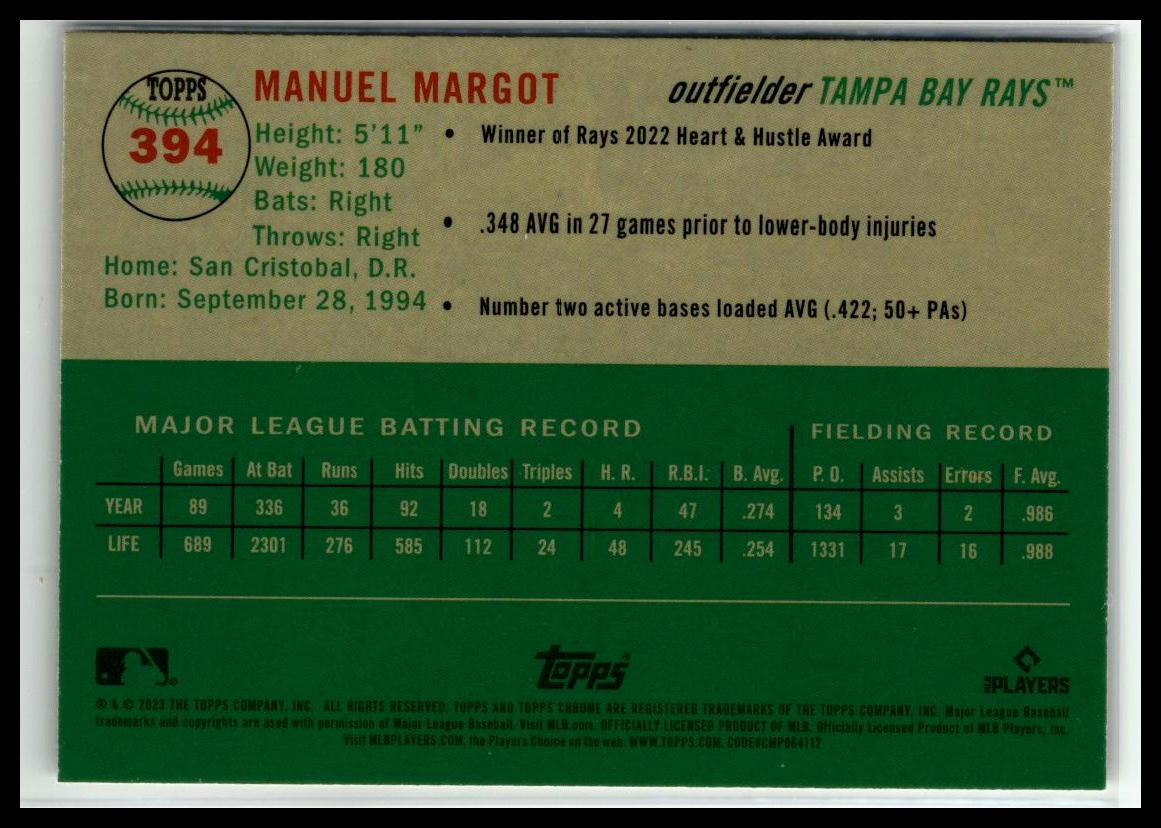 TOPPS
394
MANUEL MARGOT
outfielder TAMPA BAY RAYS™
Height: 5'11"
Weight: 180
Bats: Right
Throws: Right
Home: San Cristobal, D.R.
Born: September 28, 1994
• Winner of Rays 2022 Heart & Hustle Award
• .348 AVG in 27 games prior to lower-body injuries
• Number two active bases loaded AVG (.422; 50+ PAs)
MAJOR LEAGUE BATTING RECORD FIELDING RECORD
Games At Bat Runs Hits Doubles Triples H. R. R.B.I. B. Avg. P. O. Assists Errors F. Avg.
YEAR 89 336 36 92 18 2 4 47 .274 134 3 2 .986
LIFE 689 2301 276 585 112 24 48 245 .254 1331 17 16 .988
topps®
MLB PLAYERS
® & © 2023 THE TOPPS COMPANY, INC. ALL RIGHTS RESERVED. TOPPS AND TOPPS CHROME ARE REGISTERED TRADEMARKS OF THE TOPPS COMPANY, INC. Major League Baseball
trademarks and copyrights are used with permission of Major League Baseball. Visit MLB.com. OFFICIALLY LICENSED PRODUCT OF MLB. Officially Licensed Product of MLB Players, Inc.
Visit MLBPLAYERS.COM, the Players Choice on the web. WWW.TOPPS.COM. CODE#CMP064112